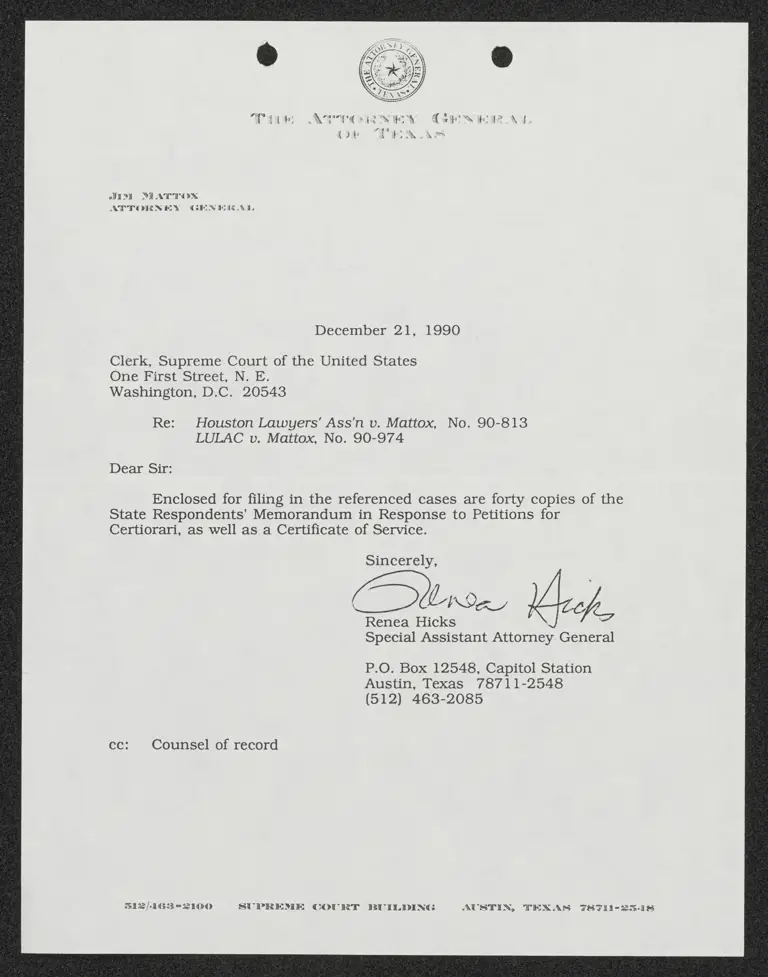 THE ATTORNEY GENERAL
TEXAS
THE ATTORNEY GENERAL
OF TEXAS
JIM MATTOX
ATTORNEY GENERAL
December 21, 1990
Clerk, Supreme Court of the United States
One First Street, N. E.
Washington, D.C. 20543
Re: Houston Lawyers' Ass'n v. Mattox, No. 90-813
LULAC v. Mattox, No. 90-974
Dear Sir:
Enclosed for filing in the referenced cases are forty copies of the
State Respondents' Memorandum in Response to Petitions for
Certiorari, as well as a Certificate of Service.
Sincerely,
Renea Hicks
Renea Hicks
Special Assistant Attorney General
P.O. Box 12548, Capitol Station
Austin, Texas 78711-2548
(512) 463-2085
cc: Counsel of record
512/463-2100 SUPREME COURT BUILDING AUSTIN, TEXAS 78711-2548